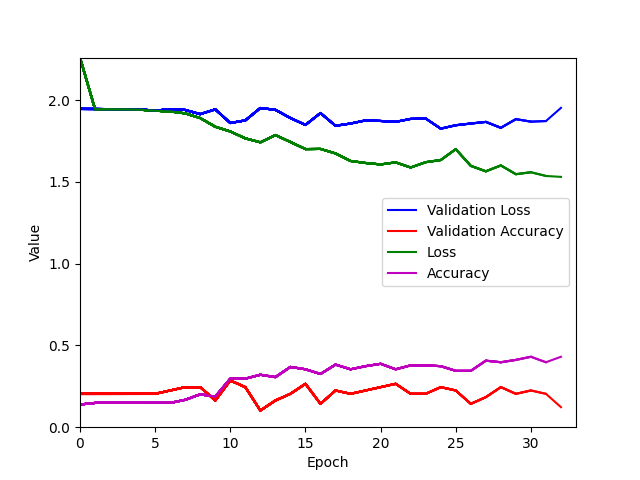 2.0
1.5
1.0
0.5
0.0
Value
Validation Loss
Validation Accuracy
Loss
Accuracy
0 5 10 15 20 25 30
Epoch